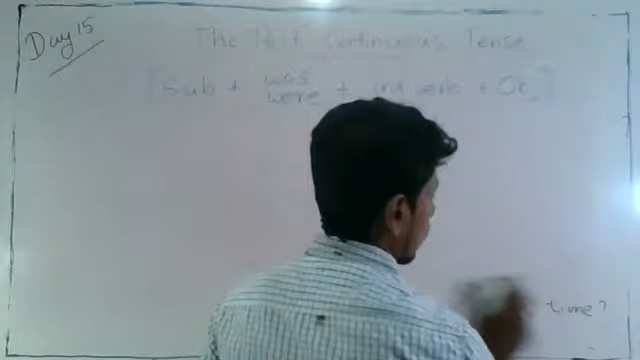 Day 15
The Past Continuous Tense
[Sub + was
were + ing verb + Ob]
time?